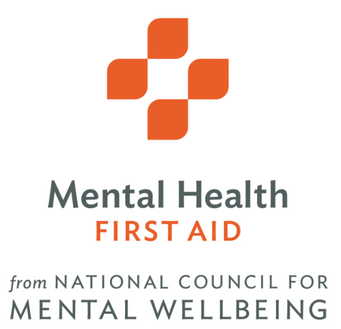 Mental Health
FIRST AID
from NATIONAL COUNCIL FOR
MENTAL WELLBEING